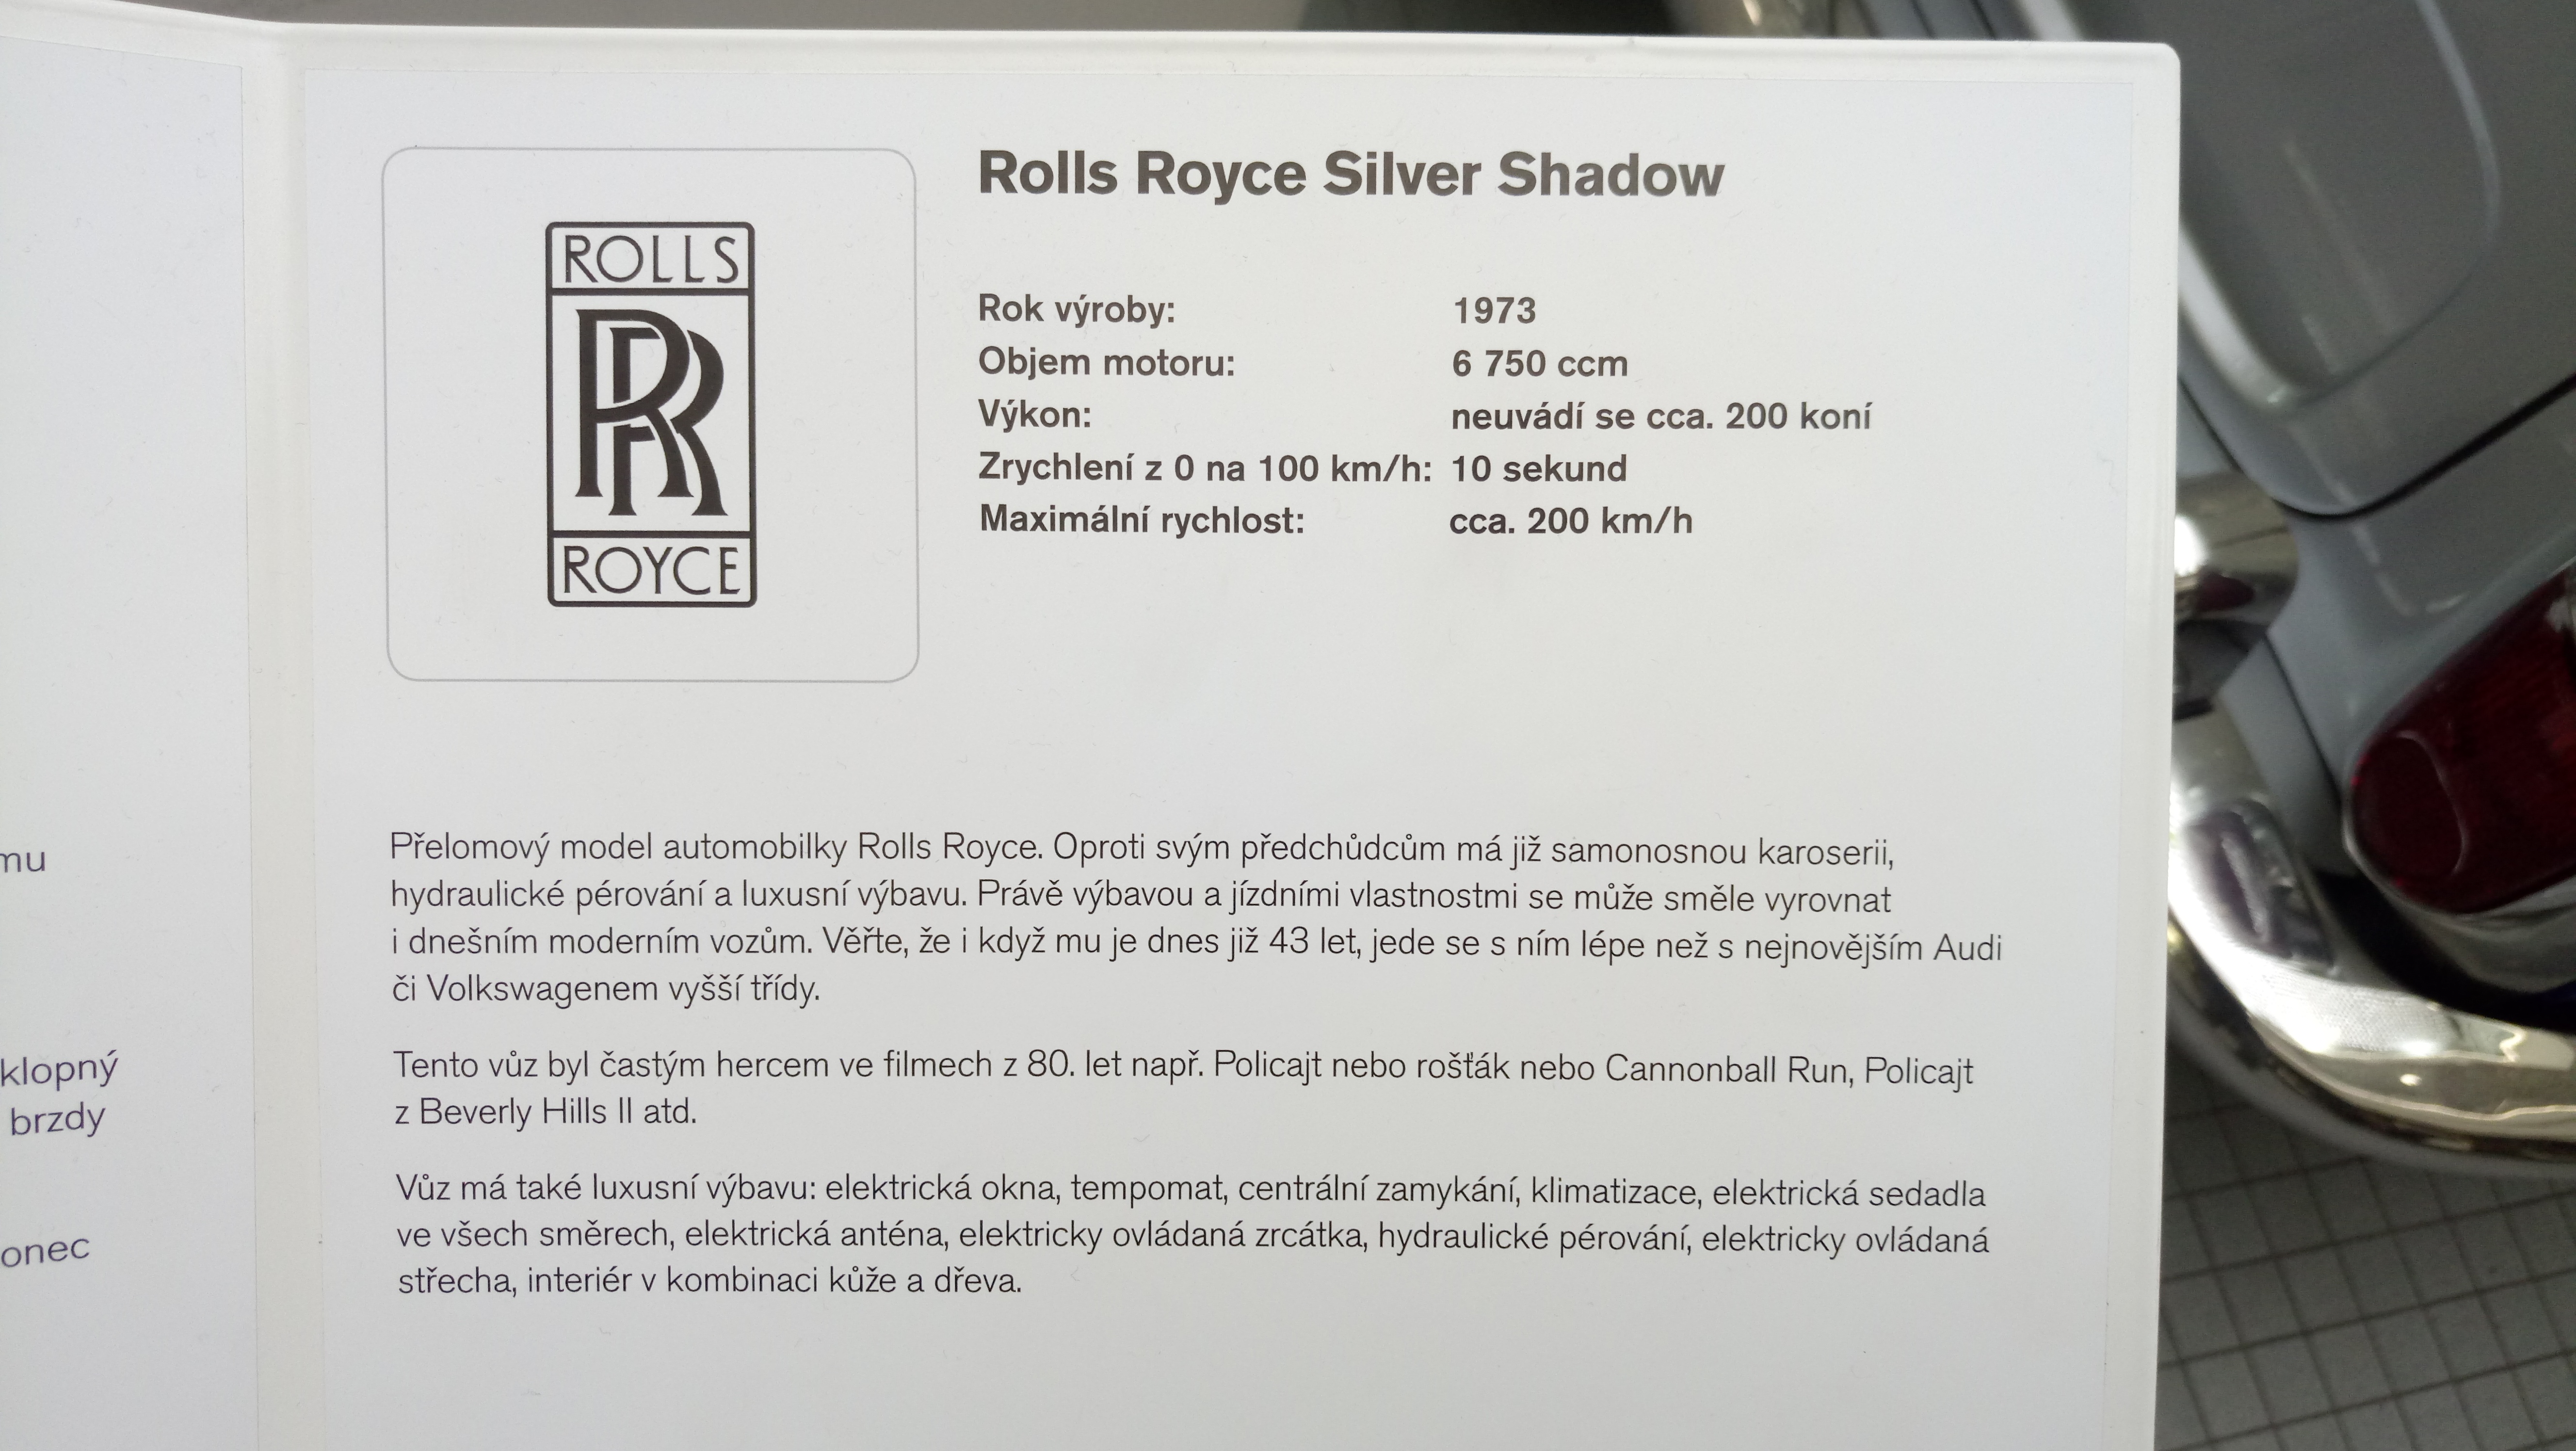 ROLLS
RR
ROYCE
Rolls Royce Silver Shadow
Rok výroby: 1973
Objem motoru: 6 750 ccm
Výkon: neuvádí se cca. 200 koní
Zrychlení z 0 na 100 km/h: 10 sekund
Maximální rychlost: cca. 200 km/h
Přelomový model automobilky Rolls Royce. Oproti svým předchůdcům má již samonosnou karoserii,
hydraulické pérování a luxusní výbavu. Právě výbavou a jízdními vlastnostmi se může směle vyrovnat
i dnešním moderním vozům. Věřte, že i když mu je dnes již 43 let, jede se s ním lépe než s nejnovějším Audi
či Volkswagenem vyšší třídy.
Tento vůz byl častým hercem ve filmech z 80. let např. Policajt nebo rošťák nebo Cannonball Run, Policajt
z Beverly Hills II atd.
Vůz má také luxusní výbavu: elektrická okna, tempomat, centrální zamykání, klimatizace, elektrická sedadla
ve všech směrech, elektrická anténa, elektricky ovládaná zrcátka, hydraulické pérování, elektricky ovládaná
střecha, interiér v kombinaci kůže a dřeva.
mu
klopný
brzdy
onec